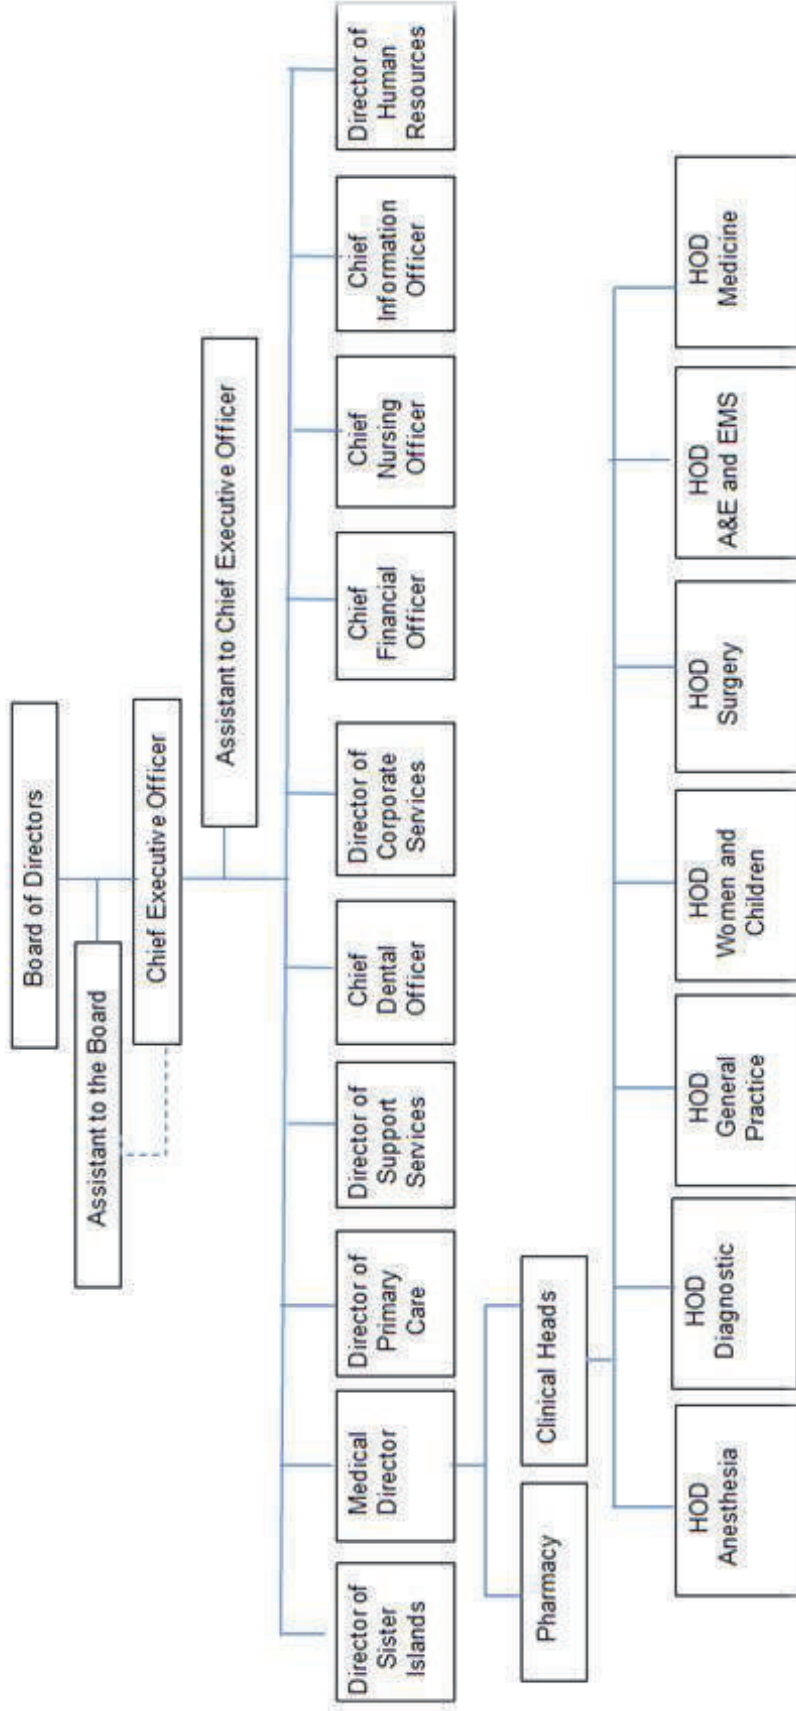 Board of Directors
Assistant to the Board
Chief Executive Officer
Assistant to Chief Executive Officer
Director of
Sister
Islands
Medical
Director
Director of
Primary
Care
Director of
Support
Services
Chief
Dental
Officer
Director of
Corporate
Services
Chief
Financial
Officer
Chief
Nursing
Officer
Chief
Information
Officer
Director of
Human
Resources
Pharmacy
Clinical Heads
HOD
Anesthesia
HOD
Diagnostic
HOD
General
Practice
HOD
Women and
Children
HOD
Surgery
HOD
A&E and EMS
HOD
Medicine